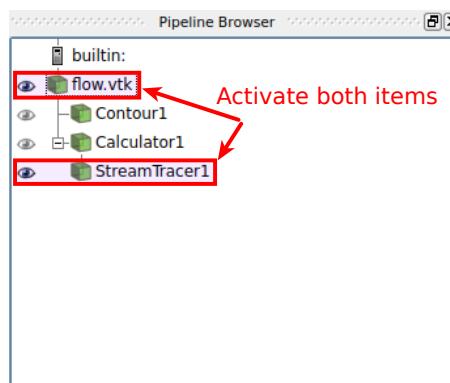 Pipeline Browser
builtin:
flow.vtk
Activate both items
Contour1
Calculator1
StreamTracer1